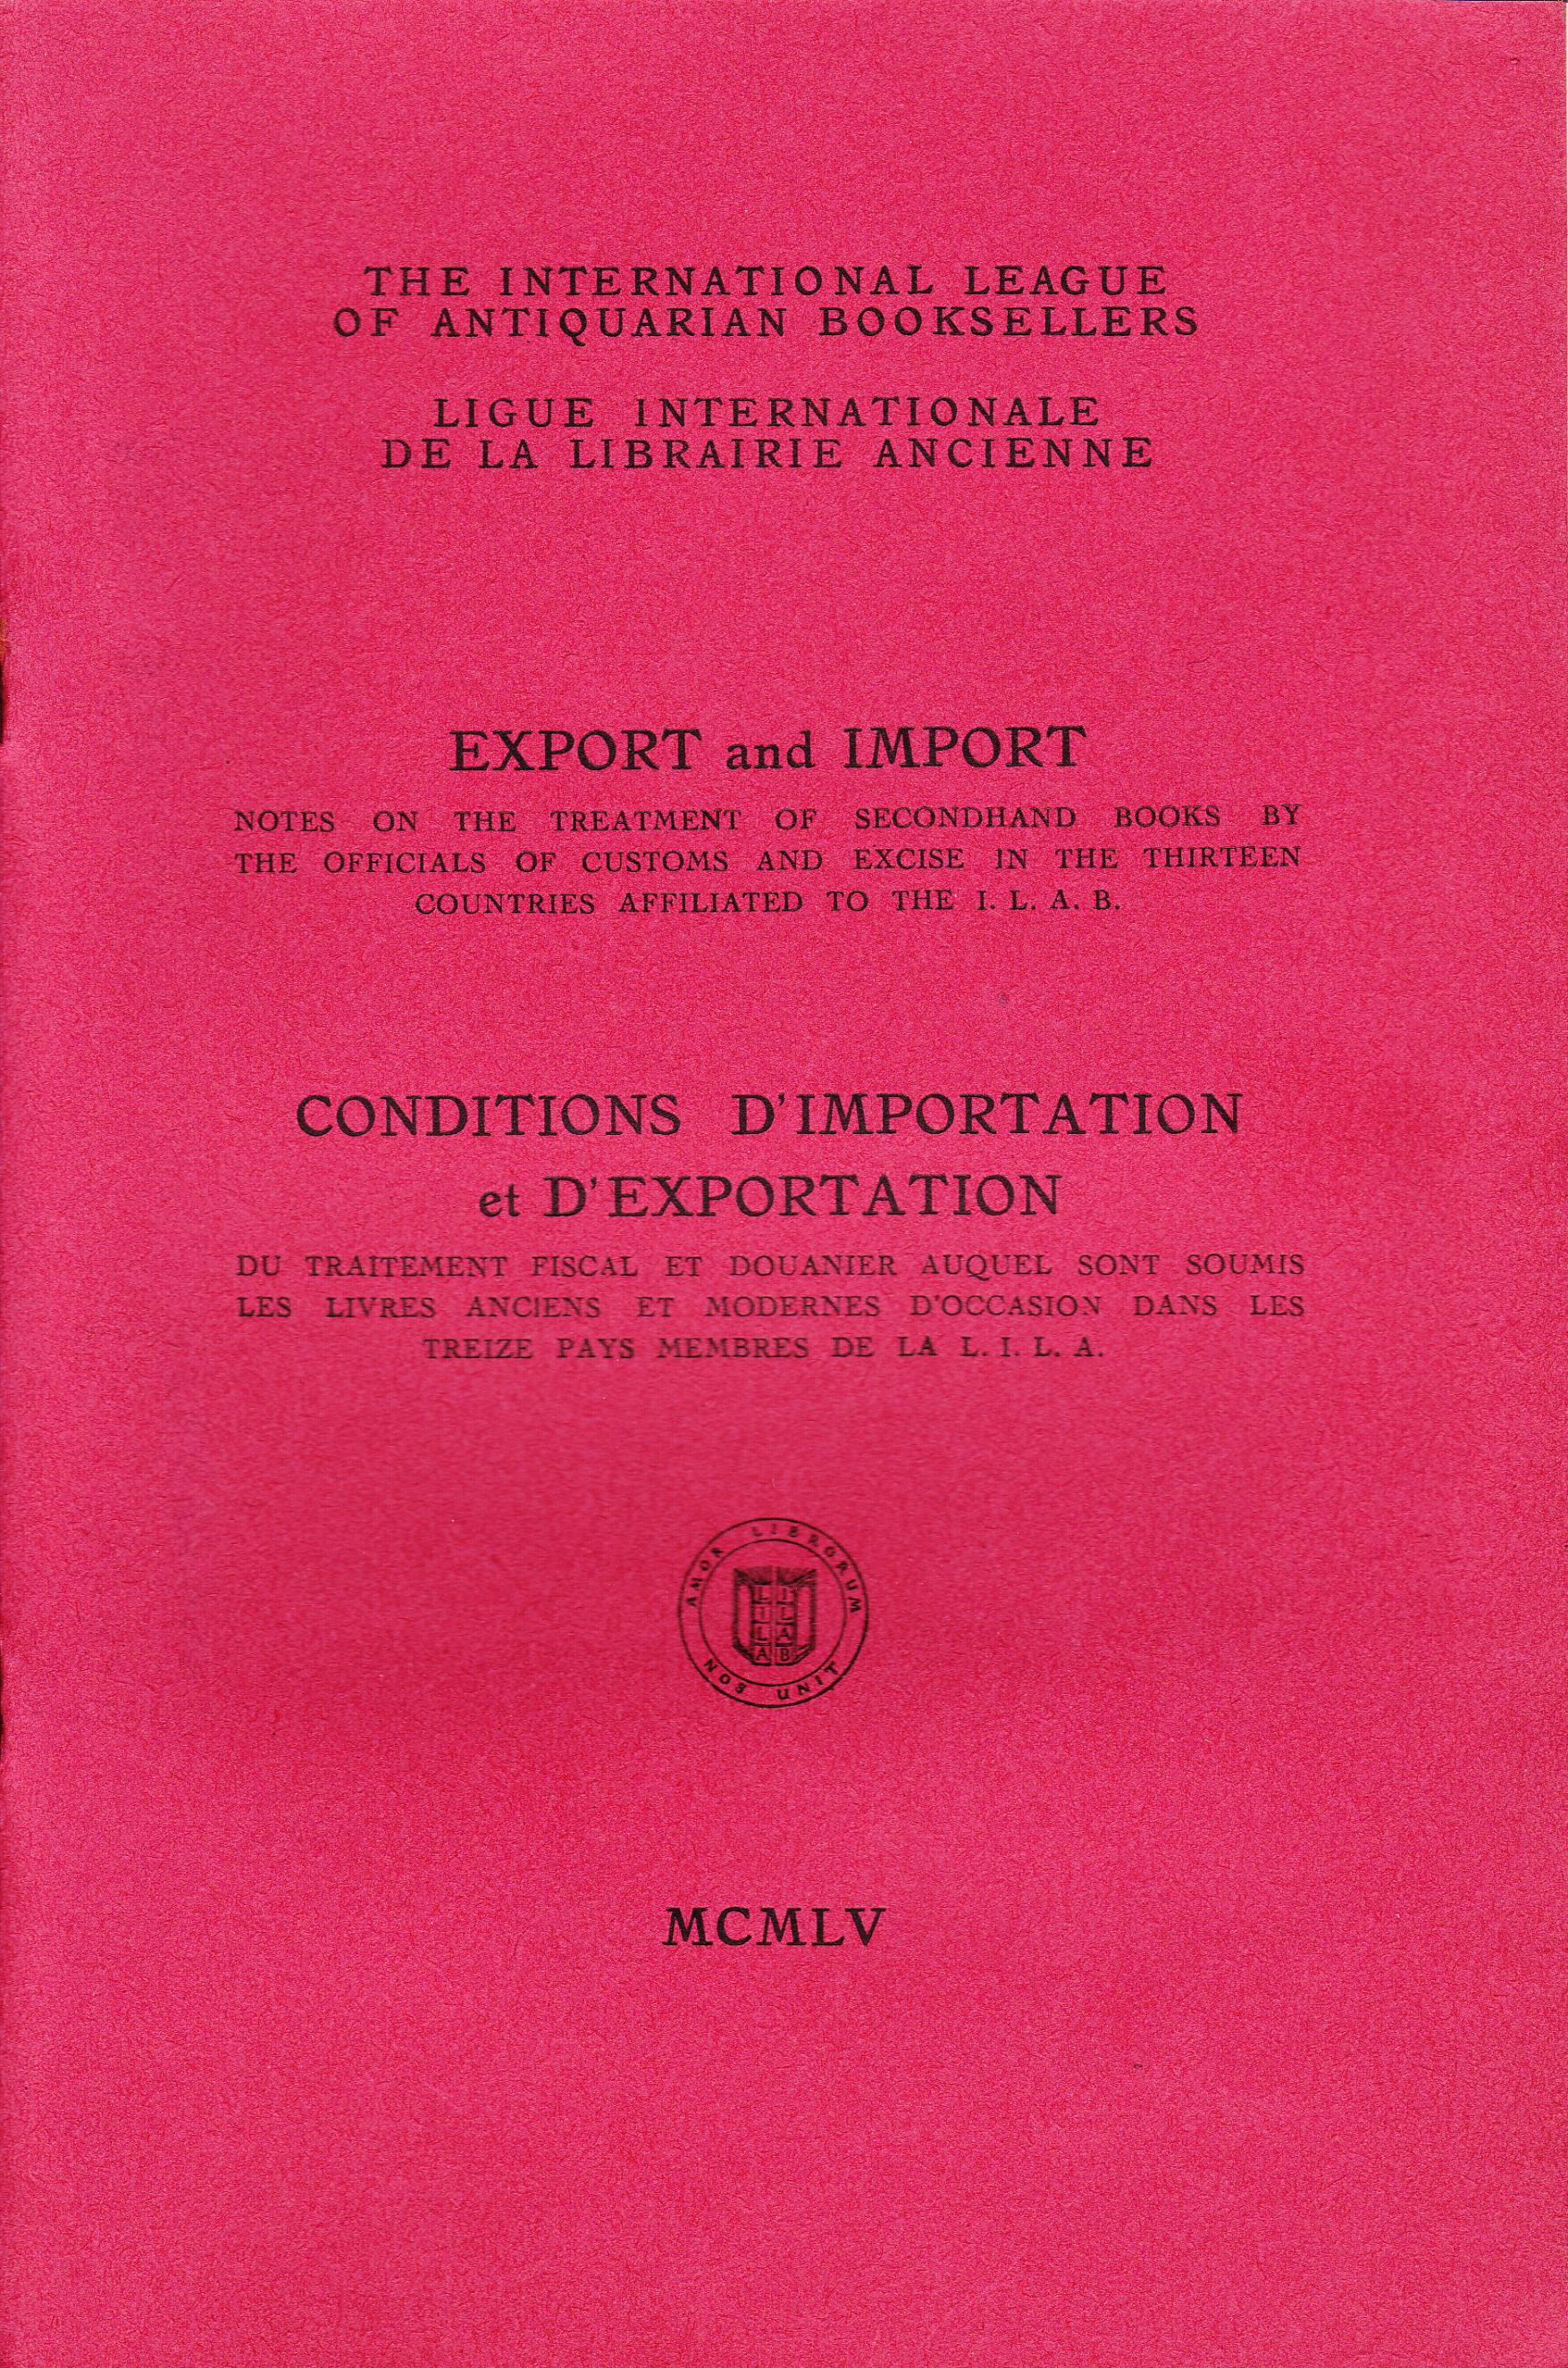 THE INTERNATIONAL LEAGUE
OF ANTIQUARIAN BOOKSELLERS
LIGUE INTERNATIONALE
DE LA LIBRAIRIE ANCIENNE
EXPORT and IMPORT
NOTES ON THE TREATMENT OF SECONDHAND BOOKS BY
THE OFFICIALS OF CUSTOMS AND EXCISE IN THE THIRTEEN
COUNTRIES AFFILIATED TO THE I. L. A. B.
CONDITIONS D'IMPORTATION
et D'EXPORTATION
DU TRAITEMENT FISCAL ET DOUANIER AUQUEL SONT SOUMIS
LES LIVRES ANCIENS ET MODERNES D'OCCASION DANS LES
TREIZE PAYS MEMBRES DE LA L. I. L. A.
AMOR LIBRORUM
LILA ILAB
NOS UNIT
MCMLV